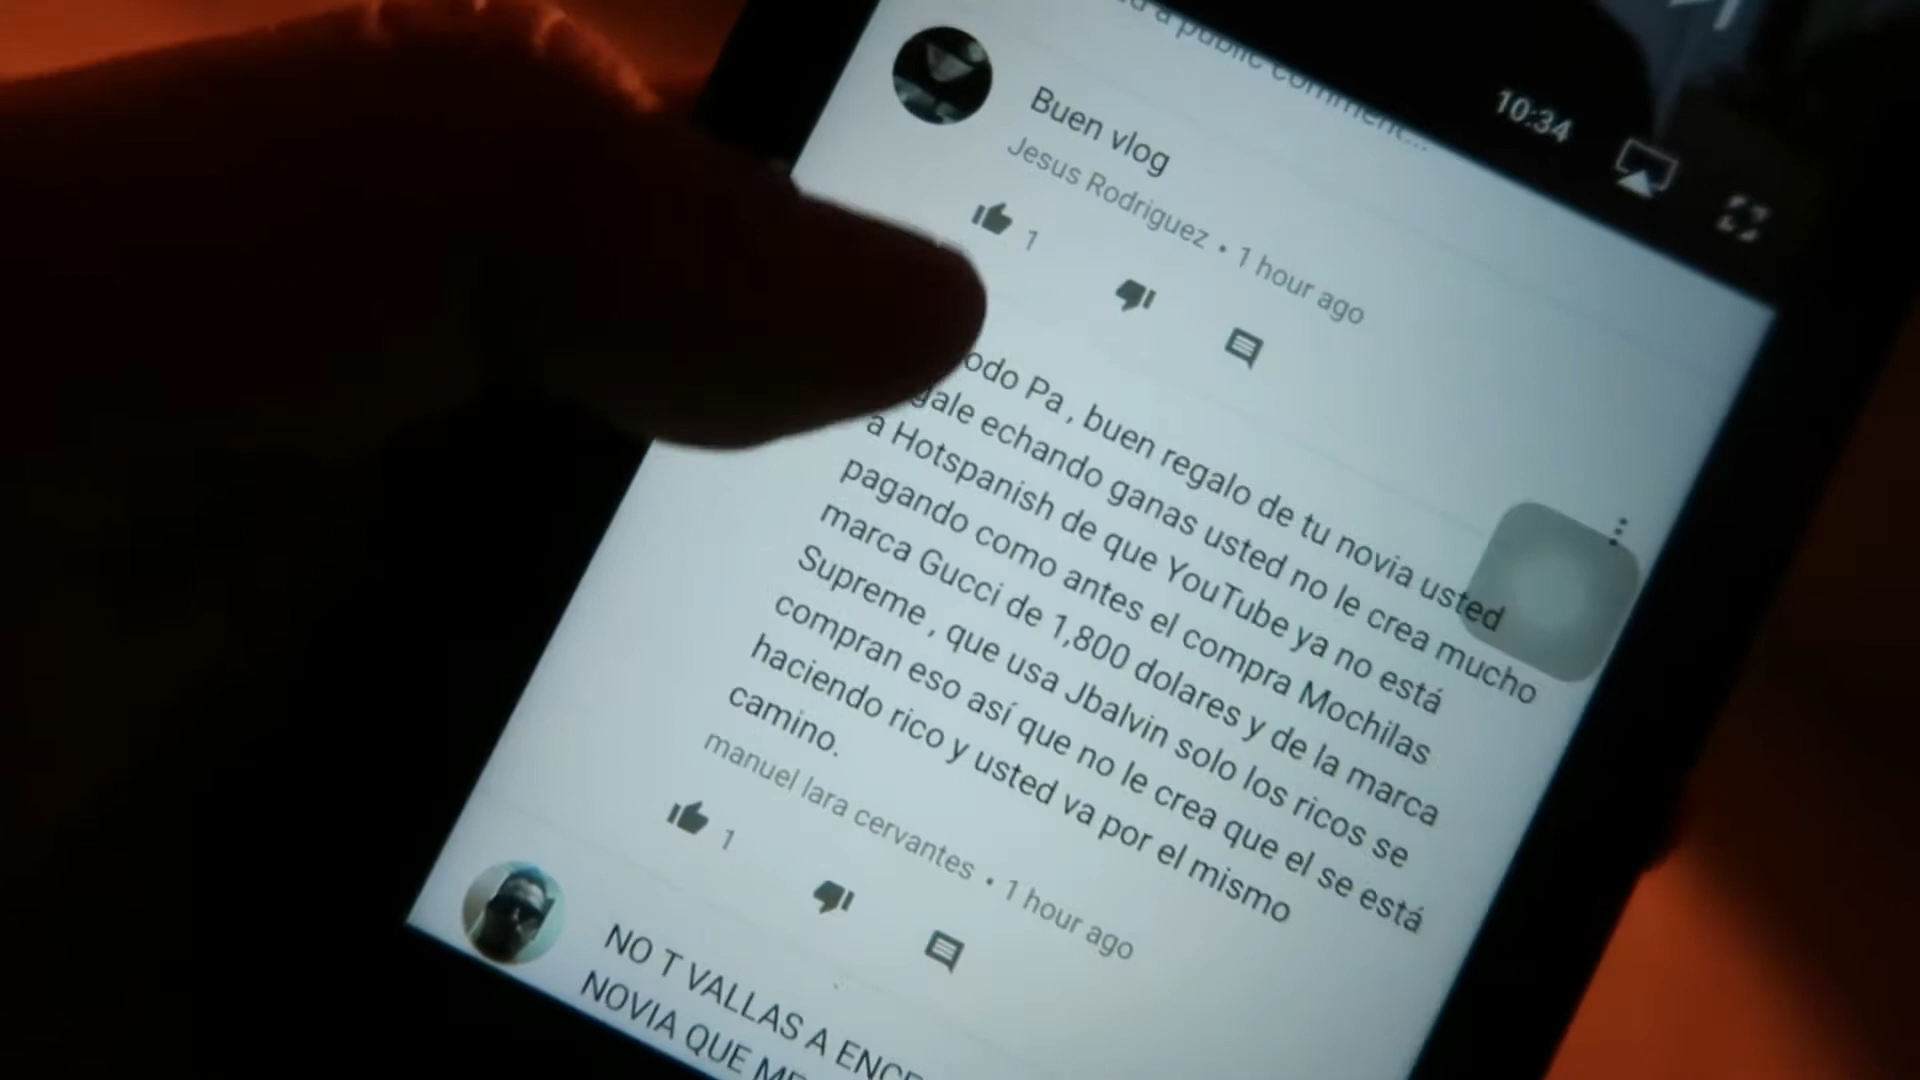 a public comment...
10:34
Buen vlog
Jesus Rodriguez • 1 hour ago
1
odo Pa , buen regalo de tu novia usted
gale echando ganas usted no le crea mucho
a Hotspanish de que YouTube ya no está
pagando como antes el compra Mochilas
marca Gucci de 1,800 dolares y de la marca
Supreme , que usa Jbalvin solo los ricos se
compran eso así que no le crea que el se está
haciendo rico y usted va por el mismo
camino.
manuel lara cervantes • 1 hour ago
1
NO T VALLAS A ENCE
NOVIA QUE ME